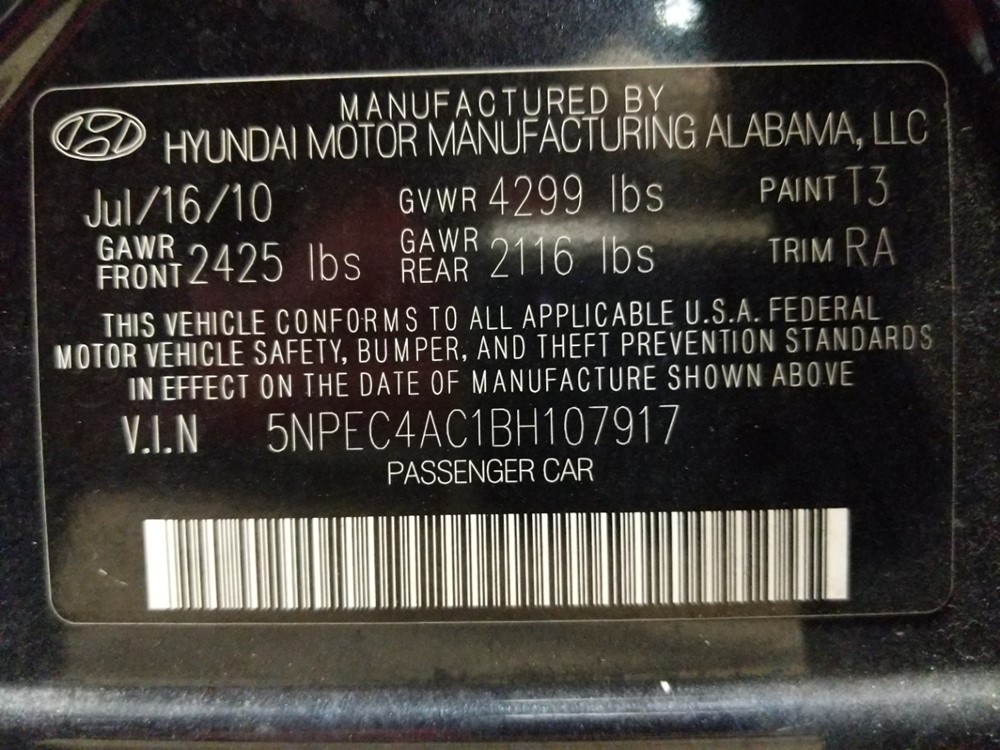 MANUFACTURED BY
HYUNDAI MOTOR MANUFACTURING ALABAMA, LLC
Jul/16/10 GVWR 4299 lbs PAINT T3
GAWR FRONT 2425 lbs GAWR REAR 2116 lbs TRIM RA
THIS VEHICLE CONFORMS TO ALL APPLICABLE U.S.A. FEDERAL
MOTOR VEHICLE SAFETY, BUMPER, AND THEFT PREVENTION STANDARDS
IN EFFECT ON THE DATE OF MANUFACTURE SHOWN ABOVE
V.I.N 5NPEC4AC1BH107917
PASSENGER CAR